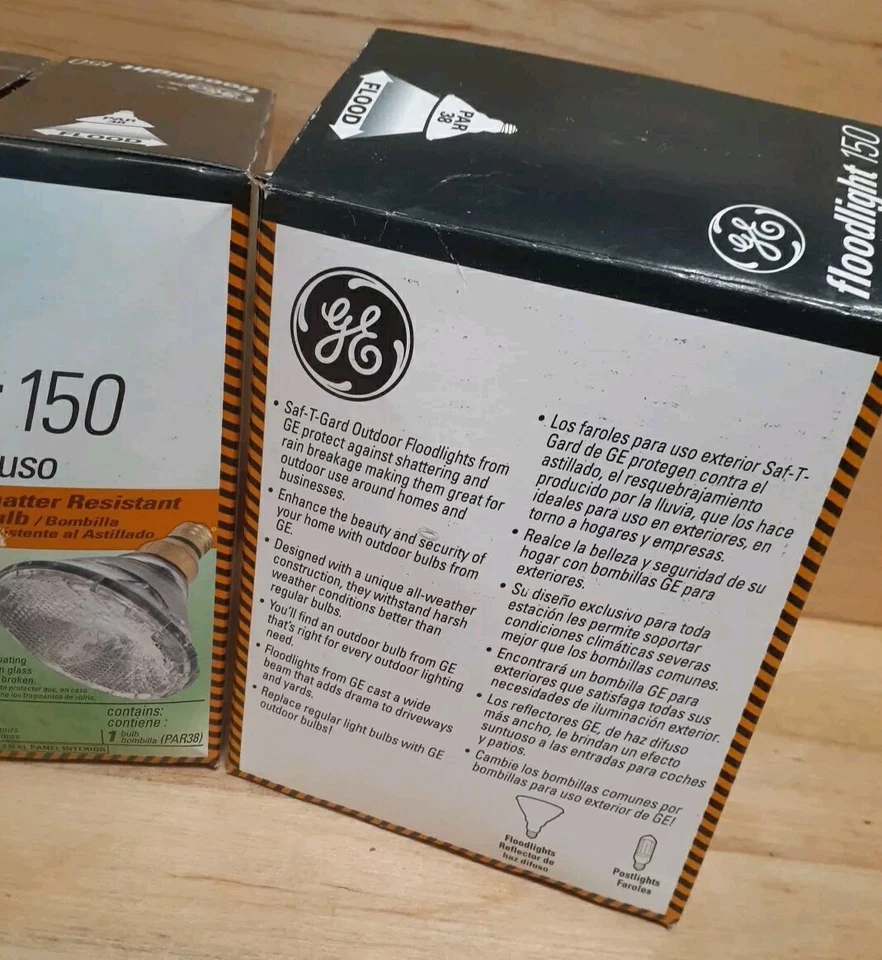 floodlight 150
PAR
38
FLOOD
150
uso
atter Resistant
lb / Bombilla
istente al Astillado
broken.
contains:
contiene :
1 bulb
bombilla (PAR38)
PANEL INTERIOR
FLOOD
PAR
38
GE
floodlight 150
GE
• Saf-T-Gard Outdoor Floodlights from
GE protect against shattering and
rain breakage making them great for
outdoor use around homes and
businesses.
• Enhance the beauty and security of
your home with outdoor bulbs from
GE.
• Designed with a unique all-weather
construction, they withstand harsh
weather conditions better than
regular bulbs.
• You'll find an outdoor bulb from GE
that's right for every outdoor lighting
need.
• Floodlights from GE cast a wide
beam that adds drama to driveways
and yards.
• Replace regular light bulbs with GE
outdoor bulbs!
• Los faroles para uso exterior Saf-T-
Gard de GE protegen contra el
astillado, el resquebrajamiento
producido por la lluvia, que los hace
ideales para uso en exteriores, en
torno a hogares y empresas.
• Realce la belleza y seguridad de su
hogar con bombillas GE para
exteriores.
• Su diseño exclusivo para toda
estación les permite soportar
condiciones climáticas severas
mejor que los bombillas comunes.
• Encontrará un bombilla GE para
exteriores que satisfaga todas sus
necesidades de iluminación exterior.
• Los reflectores GE, de haz difuso
más ancho, le brindan un efecto
suntuoso a las entradas para coches
y patios.
• Cambie los bombillas comunes por
bombillas para uso exterior de GE!
Floodlights
Reflector de
haz difuso
Postlights
Faroles